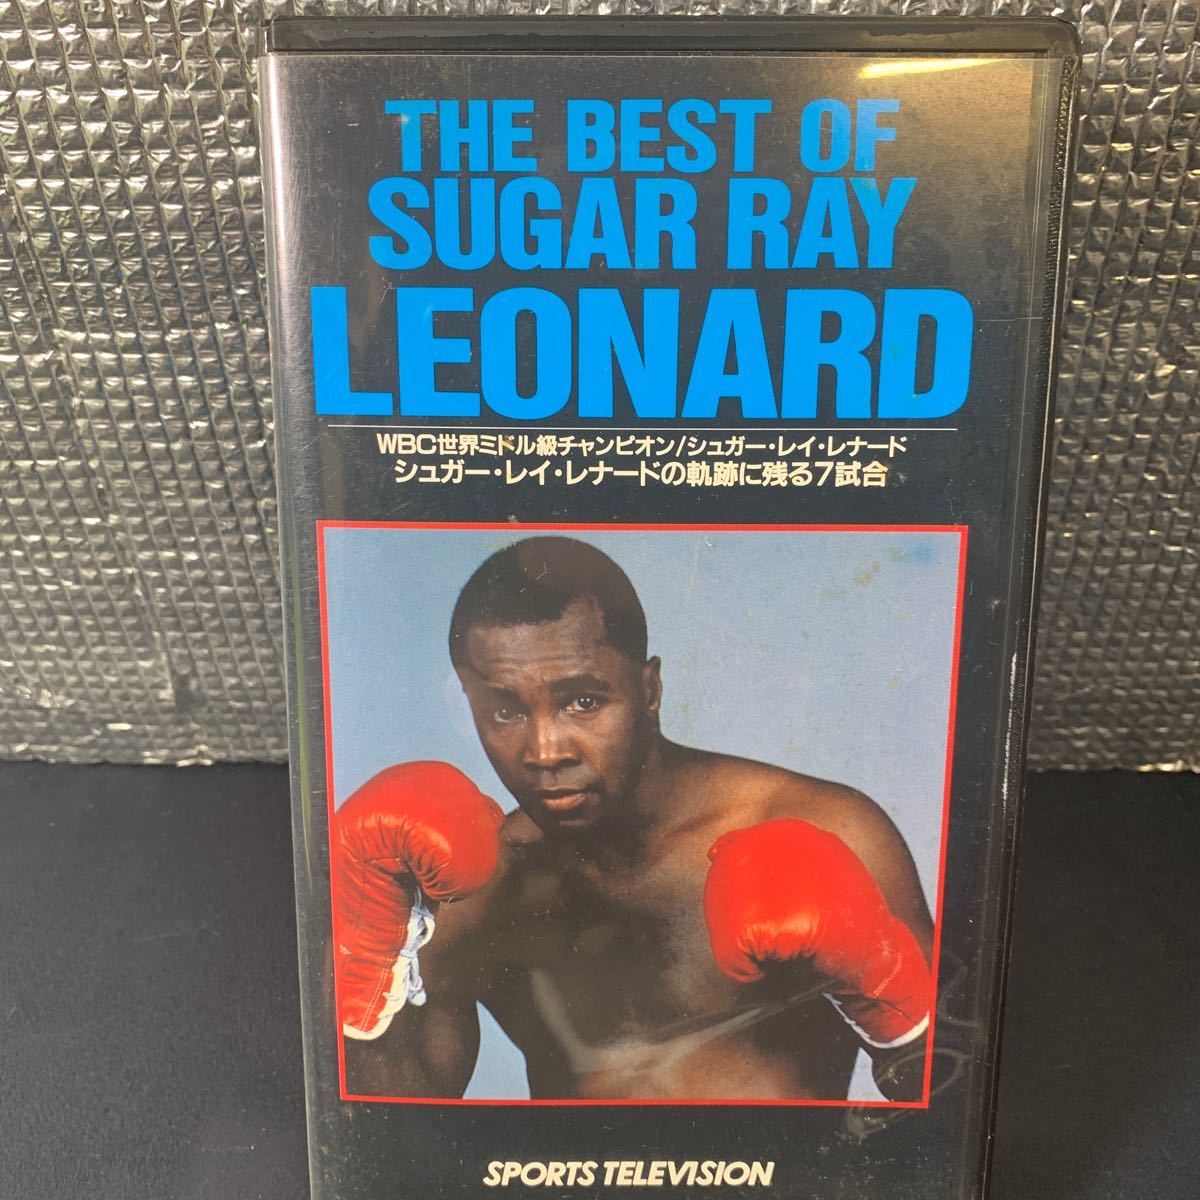 THE BEST OF
SUGAR RAY
LEONARD
WBC世界ミドル級チャンピオン/シュガー・レイ・レナード
シュガー・レイ・レナードの軌跡に残る7試合
SPORTS TELEVISION